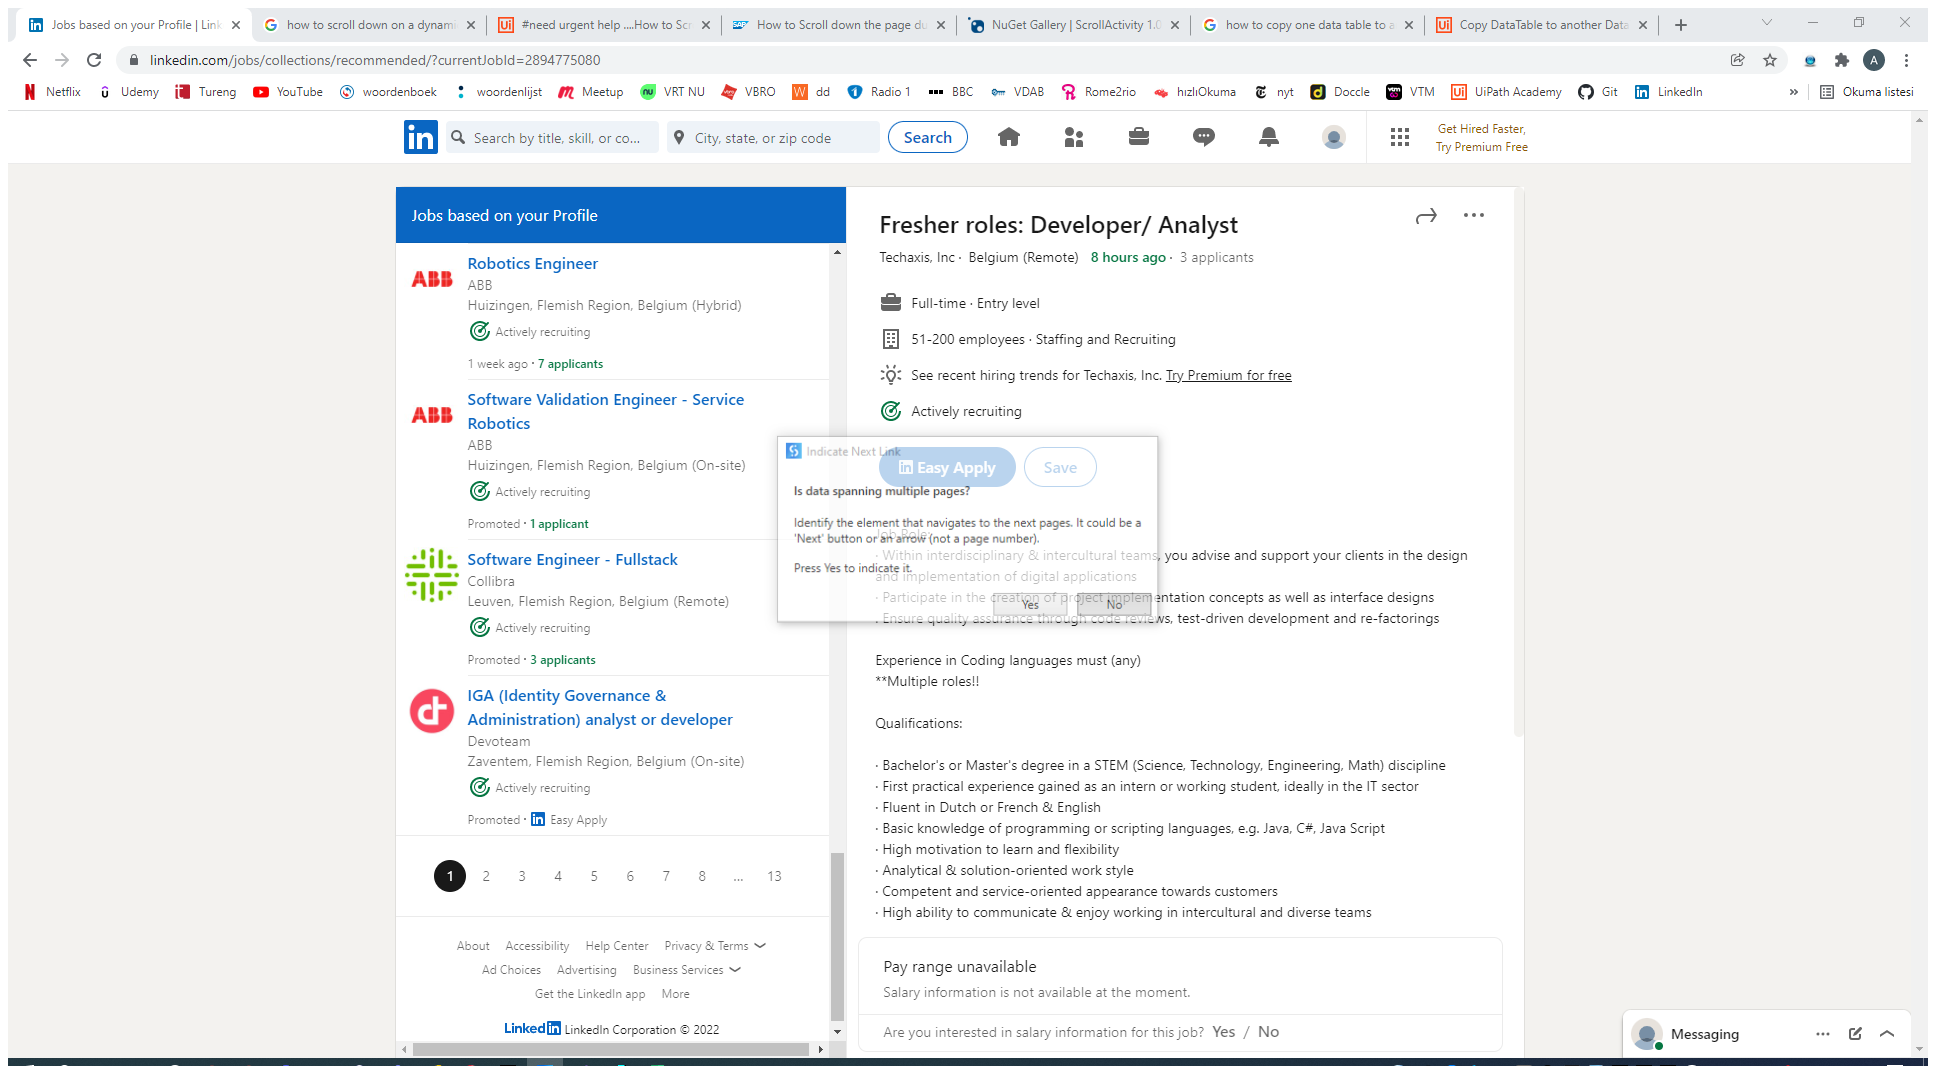 Jobs based on your Profile | Link
how to scroll down on a dynami
#need urgent help ....How to Scr
How to Scroll down the page du
NuGet Gallery | ScrollActivity 1.0
how to copy one data table to a
Copy DataTable to another Data
linkedin.com/jobs/collections/recommended/?currentJobId=2894775080
A
Netflix
Udemy
Tureng
YouTube
woordenboek
woordenlijst
Meetup
VRT NU
VBRO
dd
Radio 1
BBC
VDAB
Rome2rio
hızlıOkuma
nyt
Doccle
VTM
UiPath Academy
Git
LinkedIn
»
Okuma listesi
in
Search by title, skill, or co...
City, state, or zip code
Search
Get Hired Faster,
Try Premium Free
Jobs based on your Profile
ABB
Robotics Engineer
ABB
Huizingen, Flemish Region, Belgium (Hybrid)
Actively recruiting
1 week ago · 7 applicants
ABB
Software Validation Engineer - Service
Robotics
ABB
Huizingen, Flemish Region, Belgium (On-site)
Actively recruiting
Promoted · 1 applicant
Software Engineer - Fullstack
Collibra
Leuven, Flemish Region, Belgium (Remote)
Actively recruiting
Promoted · 3 applicants
IGA (Identity Governance &
Administration) analyst or developer
Devoteam
Zaventem, Flemish Region, Belgium (On-site)
Actively recruiting
Promoted · in Easy Apply
1 2 3 4 5 6 7 8 ... 13
About Accessibility Help Center Privacy & Terms
Ad Choices Advertising Business Services
Get the LinkedIn app More
LinkedIn LinkedIn Corporation © 2022
Fresher roles: Developer/ Analyst
Techaxis, Inc · Belgium (Remote) 8 hours ago · 3 applicants
Full-time · Entry level
51-200 employees · Staffing and Recruiting
See recent hiring trends for Techaxis, Inc. Try Premium for free
Actively recruiting
in Easy Apply
Save
Indicate Next Link
Is data spanning multiple pages?
Identify the element that navigates to the next pages. It could be a
'Next' button or an arrow (not a page number).
Press Yes to indicate it.
Yes
No
Job Role:
· Within interdisciplinary & intercultural teams, you advise and support your clients in the design
and implementation of digital applications
· Participate in the creation of project implementation concepts as well as interface designs
· Ensure quality assurance through code reviews, test-driven development and re-factorings
Experience in Coding languages must (any)
**Multiple roles!!
Qualifications:
· Bachelor's or Master's degree in a STEM (Science, Technology, Engineering, Math) discipline
· First practical experience gained as an intern or working student, ideally in the IT sector
· Fluent in Dutch or French & English
· Basic knowledge of programming or scripting languages, e.g. Java, C#, Java Script
· High motivation to learn and flexibility
· Analytical & solution-oriented work style
· Competent and service-oriented appearance towards customers
· High ability to communicate & enjoy working in intercultural and diverse teams
Pay range unavailable
Salary information is not available at the moment.
Are you interested in salary information for this job? Yes / No
Messaging